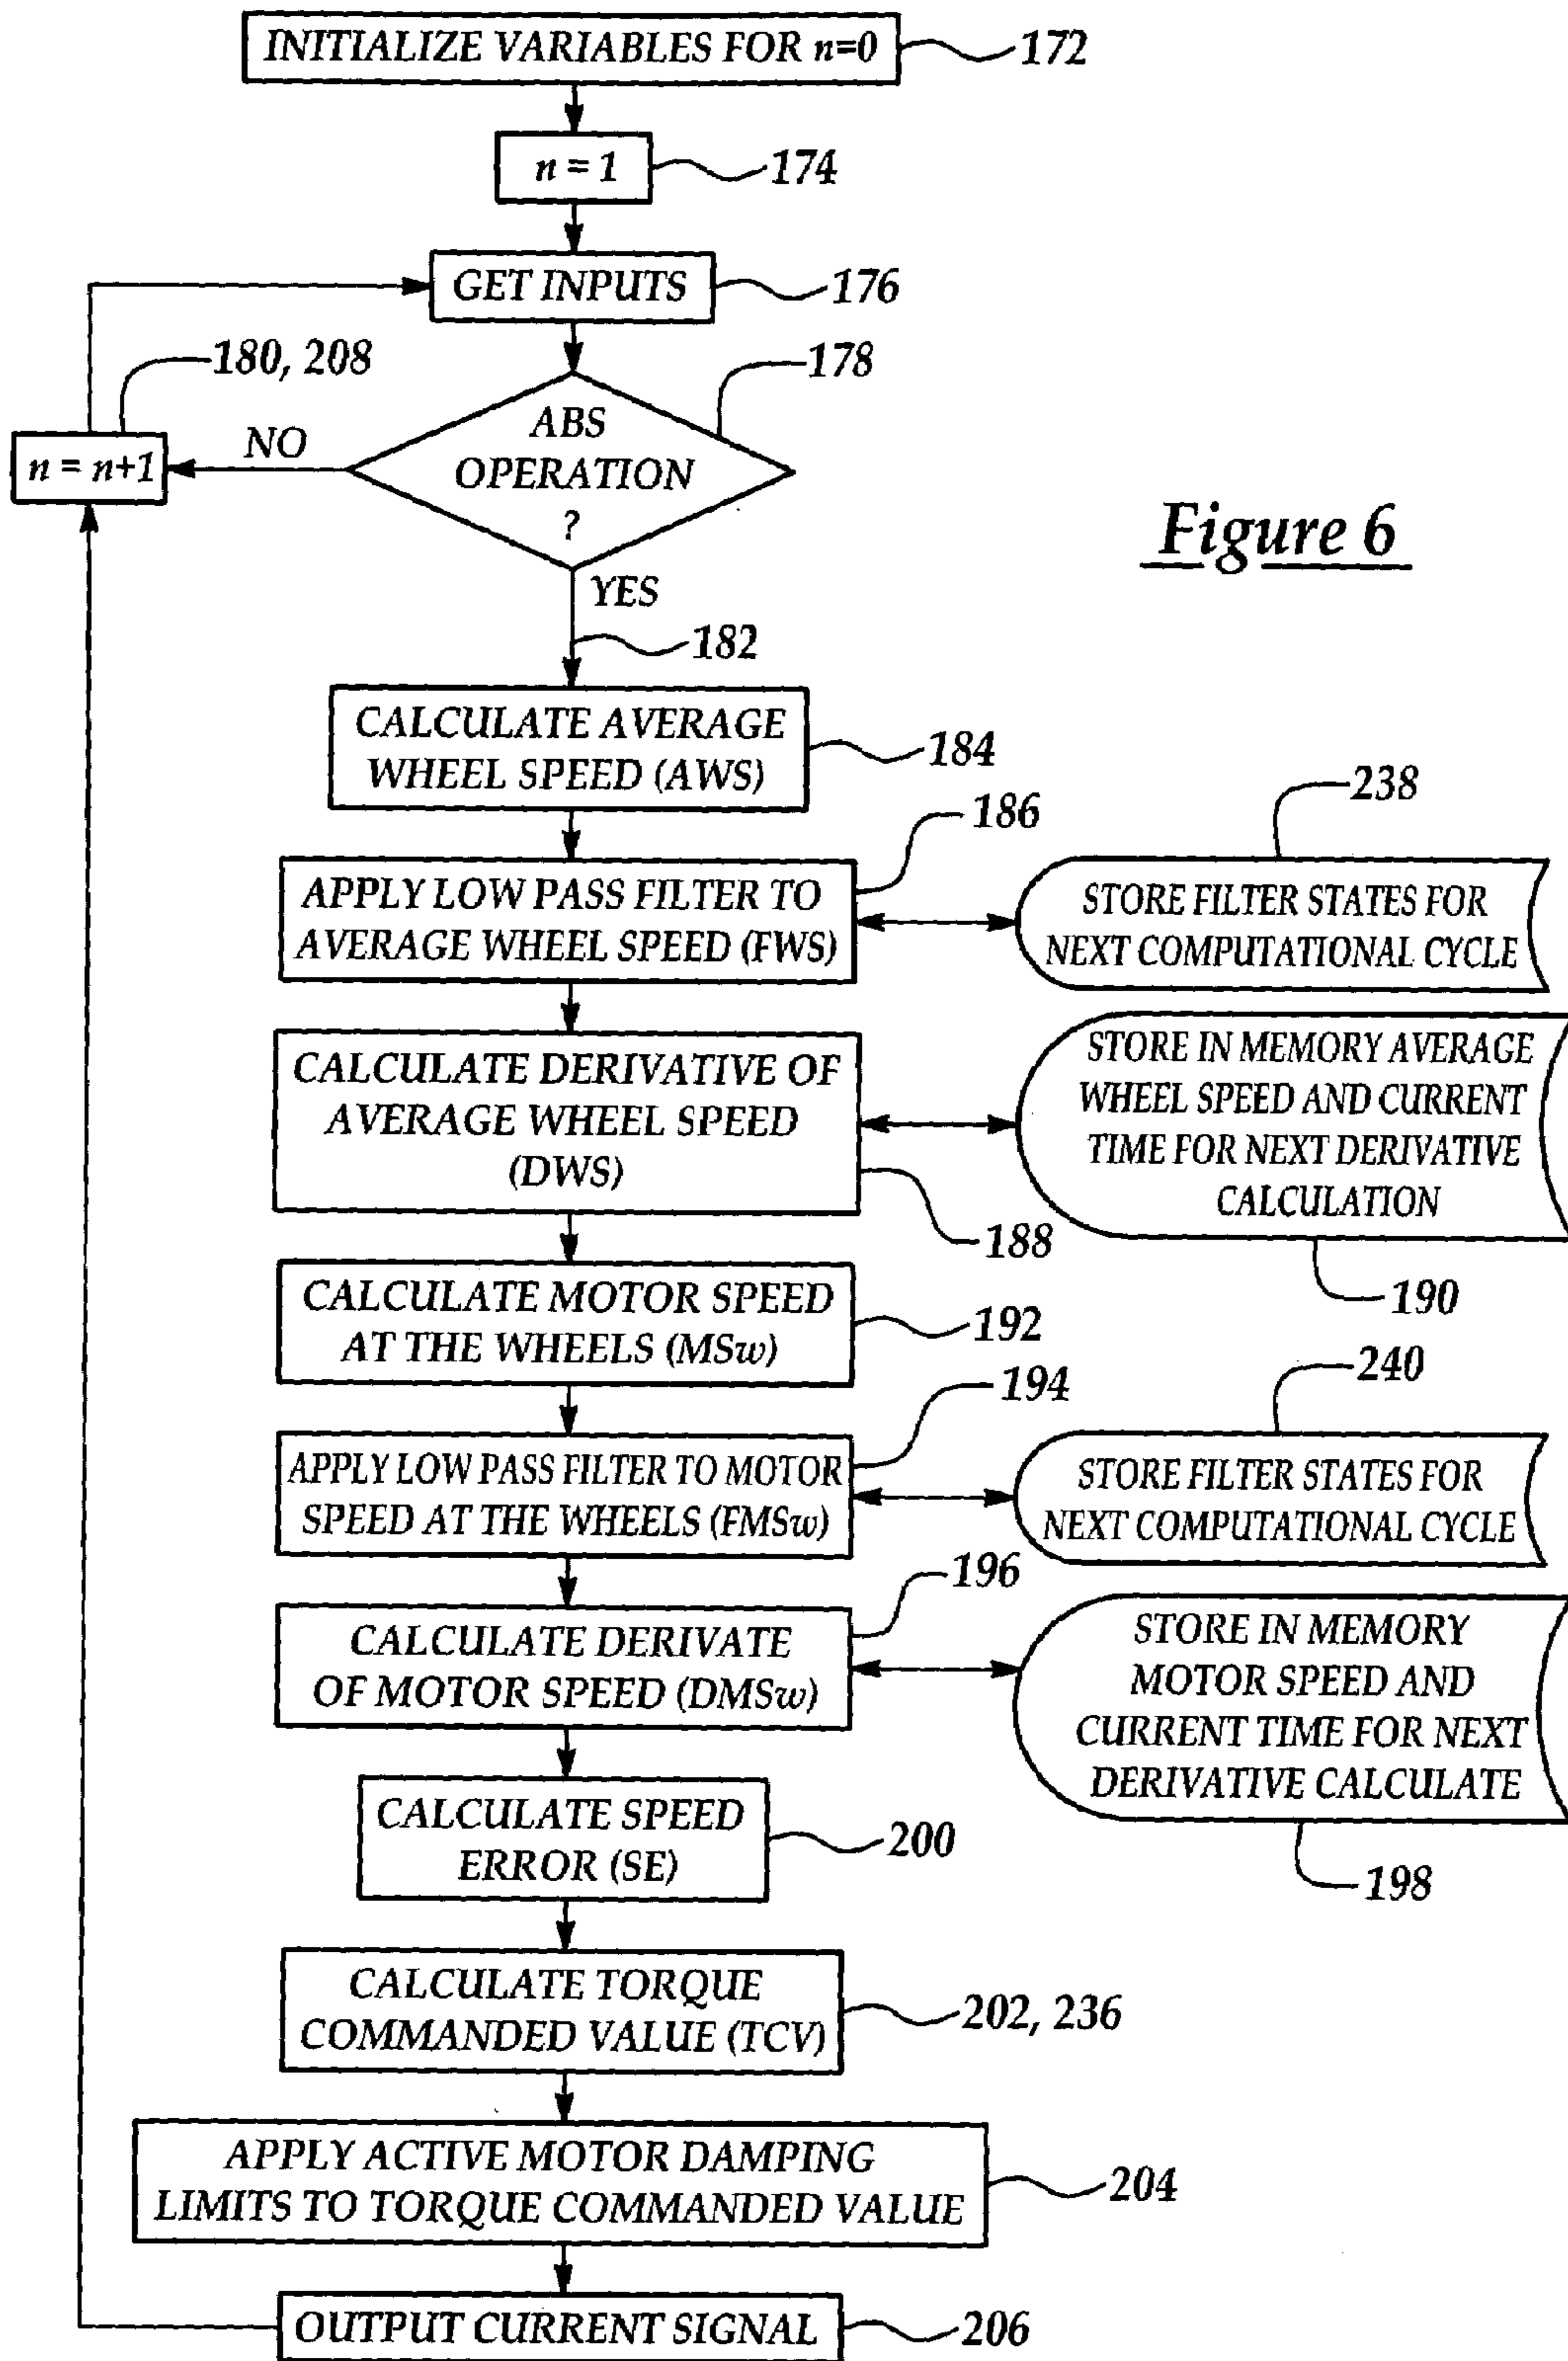 INITIALIZE VARIABLES FOR n=0
172
n = 1
174
GET INPUTS
176
180, 208
178
n = n+1
NO
ABS
OPERATION
?
Figure 6
YES
182
CALCULATE AVERAGE
WHEEL SPEED (AWS)
184
238
186
APPLY LOW PASS FILTER TO
AVERAGE WHEEL SPEED (FWS)
STORE FILTER STATES FOR
NEXT COMPUTATIONAL CYCLE
CALCULATE DERIVATIVE OF
AVERAGE WHEEL SPEED
(DWS)
188
STORE IN MEMORY AVERAGE
WHEEL SPEED AND CURRENT
TIME FOR NEXT DERIVATIVE
CALCULATION
190
CALCULATE MOTOR SPEED
AT THE WHEELS (MSw)
192
240
194
APPLY LOW PASS FILTER TO MOTOR
SPEED AT THE WHEELS (FMSw)
STORE FILTER STATES FOR
NEXT COMPUTATIONAL CYCLE
196
CALCULATE DERIVATE
OF MOTOR SPEED (DMSw)
STORE IN MEMORY
MOTOR SPEED AND
CURRENT TIME FOR NEXT
DERIVATIVE CALCULATE
198
CALCULATE SPEED
ERROR (SE)
200
CALCULATE TORQUE
COMMANDED VALUE (TCV)
202, 236
APPLY ACTIVE MOTOR DAMPING
LIMITS TO TORQUE COMMANDED VALUE
204
OUTPUT CURRENT SIGNAL
206